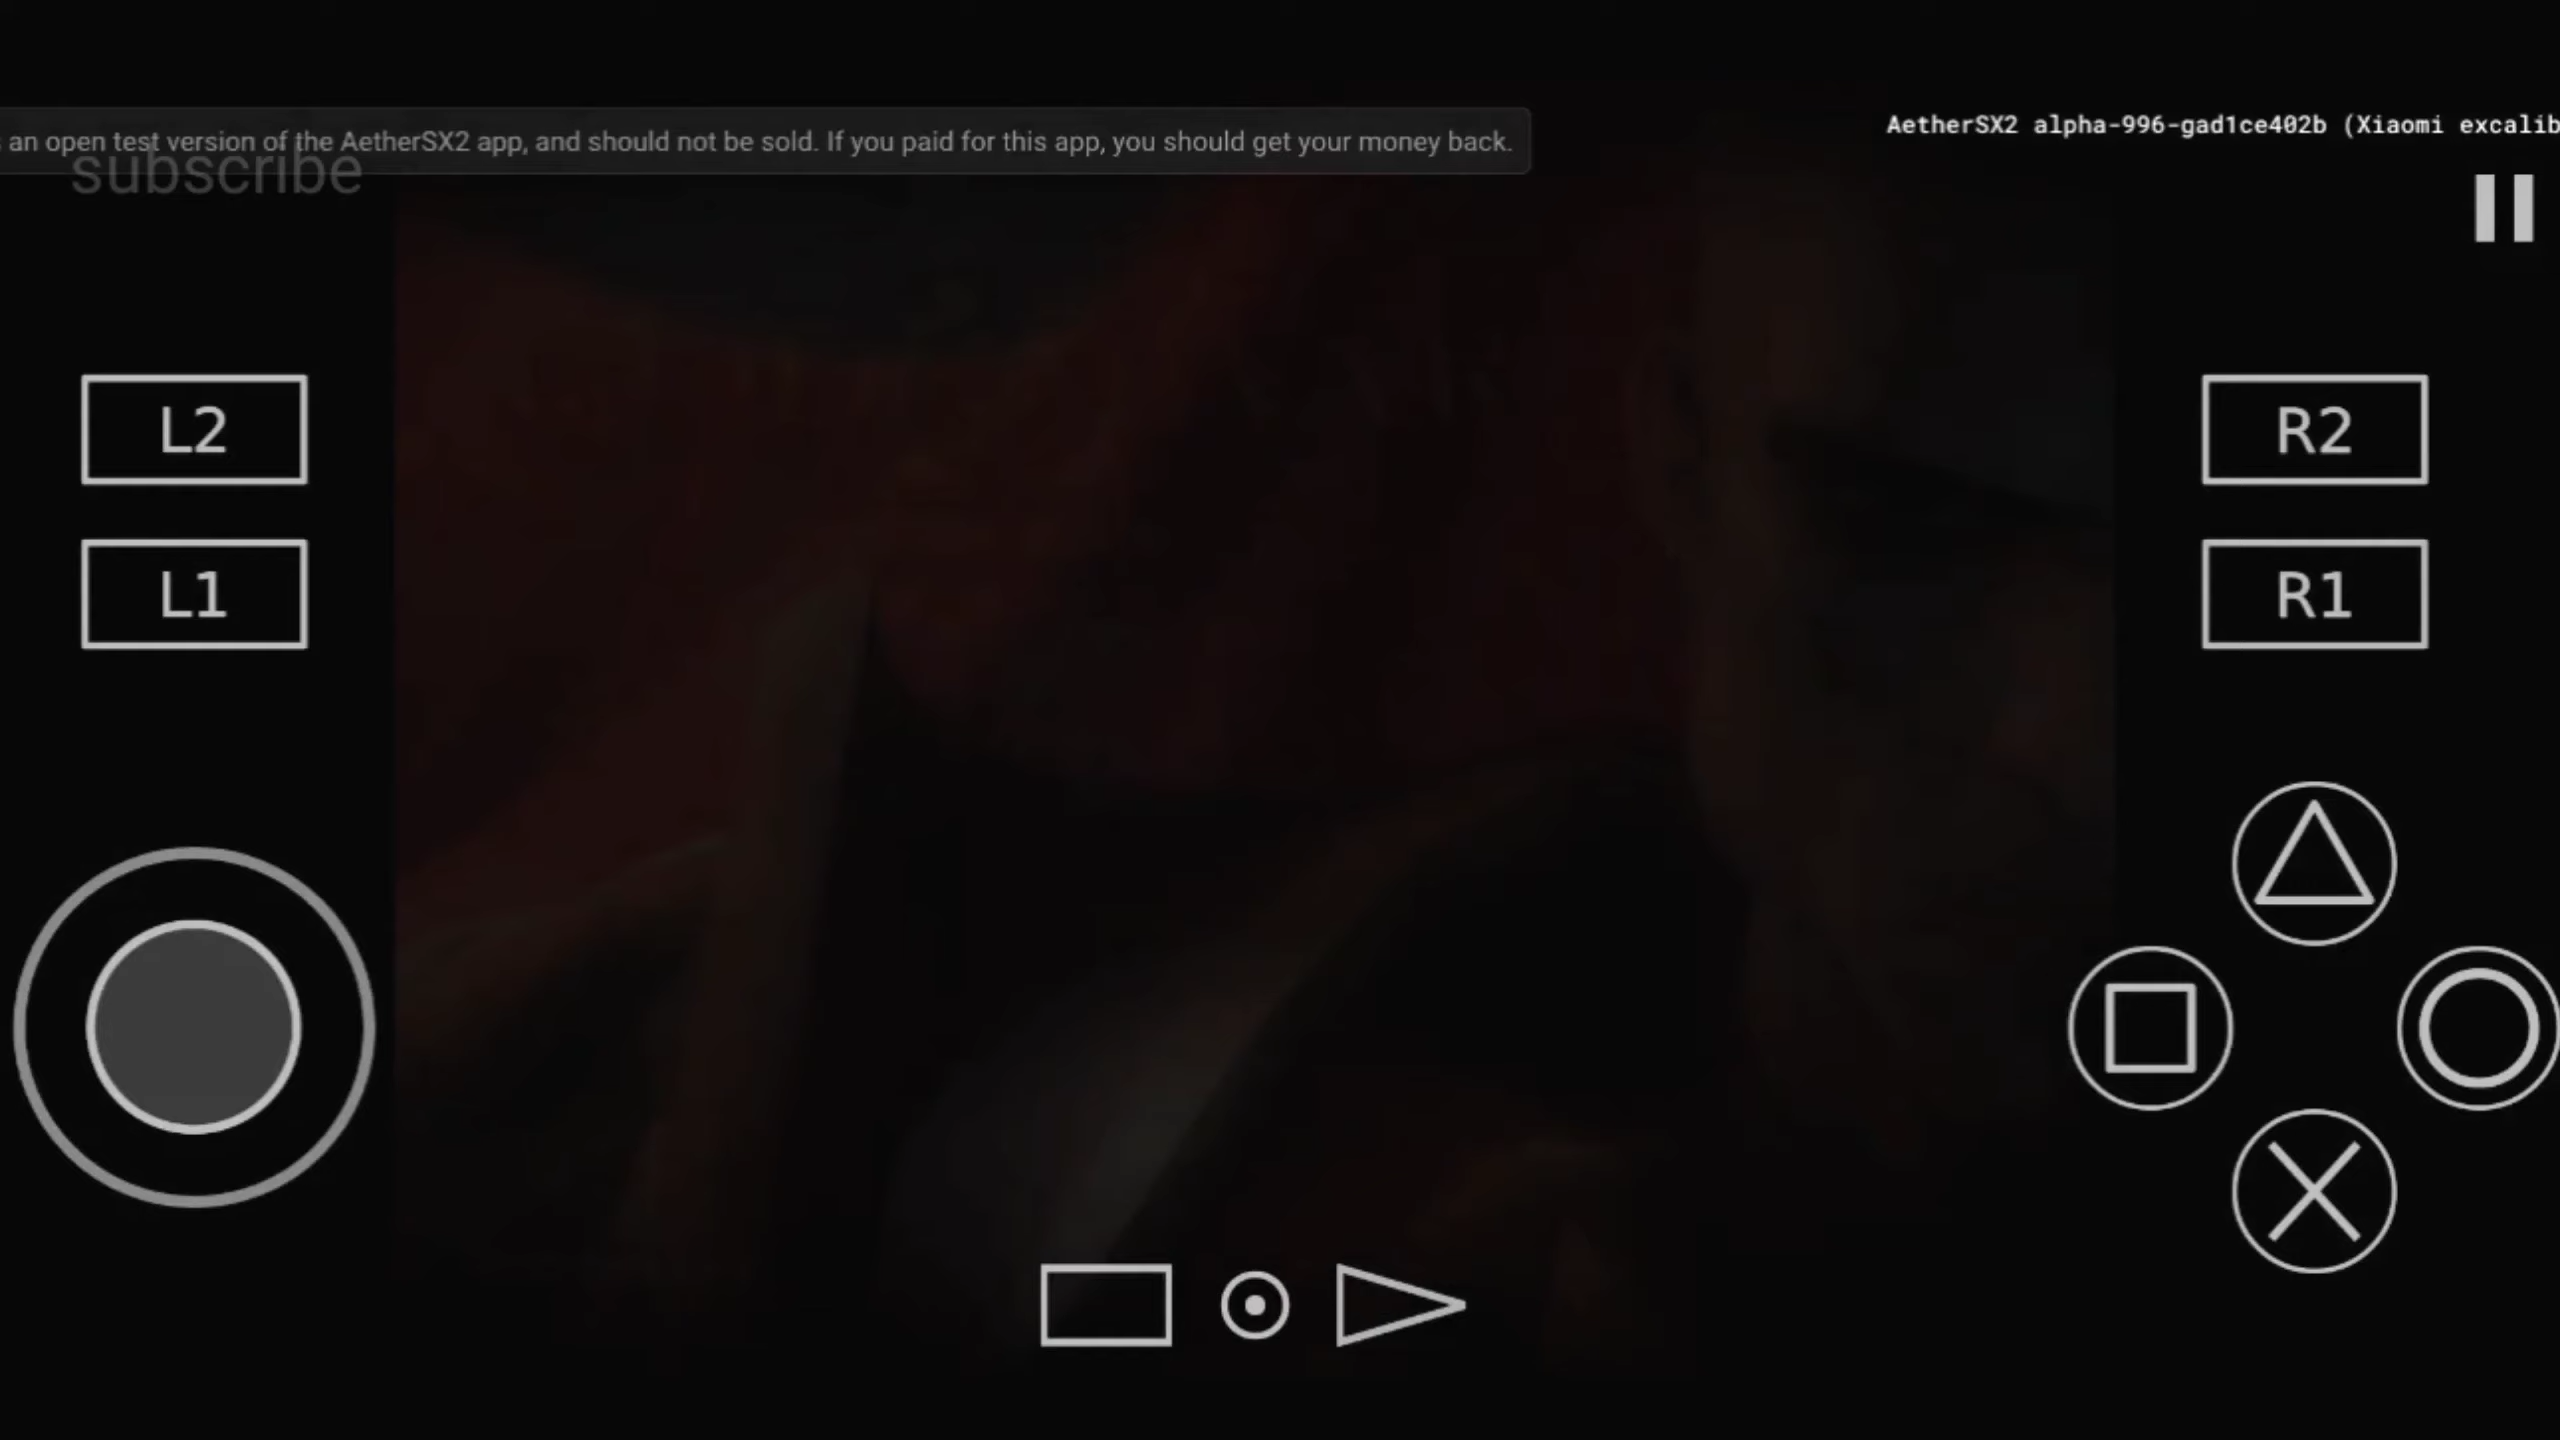 an open test version of the AetherSX2 app, and should not be sold. If you paid for this app, you should get your money back.
AetherSX2 alpha-996-gad1ce402b (Xiaomi excalib
subscribe
L2
R2
L1
R1